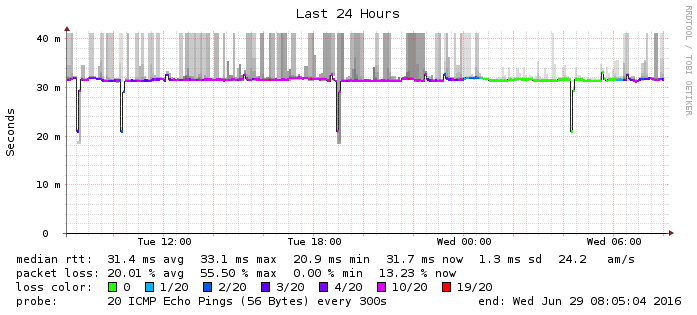 Last 24 Hours
RRDTOOL / TOBI OETIKER
Seconds
40 m
30 m
20 m
10 m
0
Tue 12:00 Tue 18:00 Wed 00:00 Wed 06:00
median rtt: 31.4 ms avg 33.1 ms max 20.9 ms min 31.7 ms now 1.3 ms sd 24.2 am/s
packet loss: 20.01 % avg 55.50 % max 0.00 % min 13.23 % now
loss color: 0 1/20 2/20 3/20 4/20 10/20 19/20
probe: 20 ICMP Echo Pings (56 Bytes) every 300s end: Wed Jun 29 08:05:04 2016